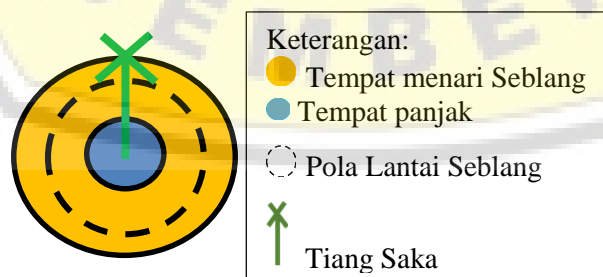 Keterangan:
Tempat menari Seblang
Tempat panjak
Pola Lantai Seblang
Tiang Saka